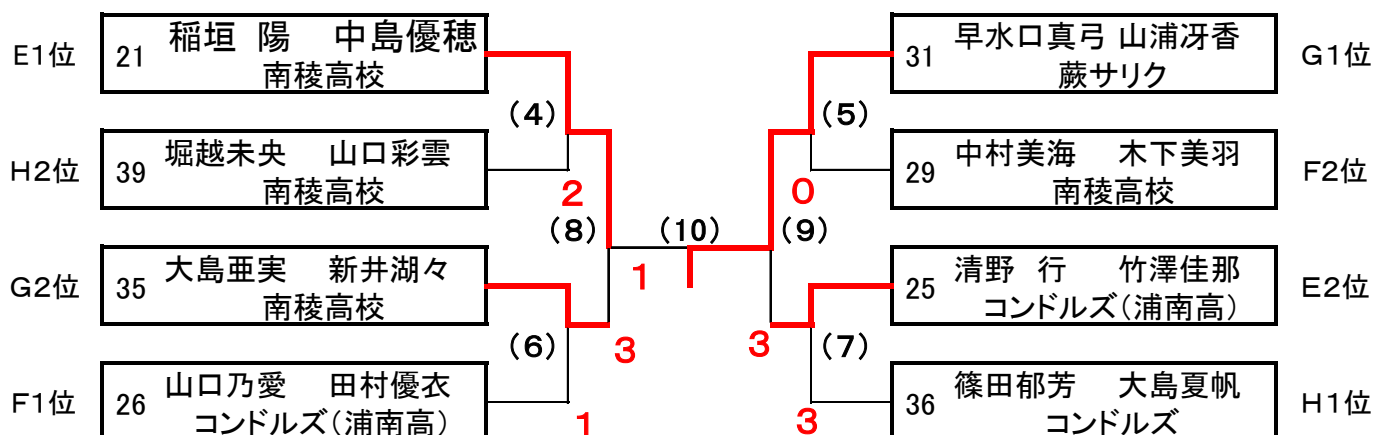 E1位 21 稲垣 陽 中島優穂
南稜高校
(4)
H2位 39 堀越未央 山口彩雲
南稜高校
2
(8)
G2位 35 大島亜実 新井湖々
南稜高校
(6)
3
F1位 26 山口乃愛 田村優衣
コンドルズ(浦南高)
1
(10)
1
31 早水口真弓 山浦冴香 G1位
蕨サリク
(5)
29 中村美海 木下美羽 F2位
南稜高校
0
(9)
25 清野 行 竹澤佳那 E2位
コンドルズ(浦南高)
3
(7)
36 篠田郁芳 大島夏帆 H1位
コンドルズ
3